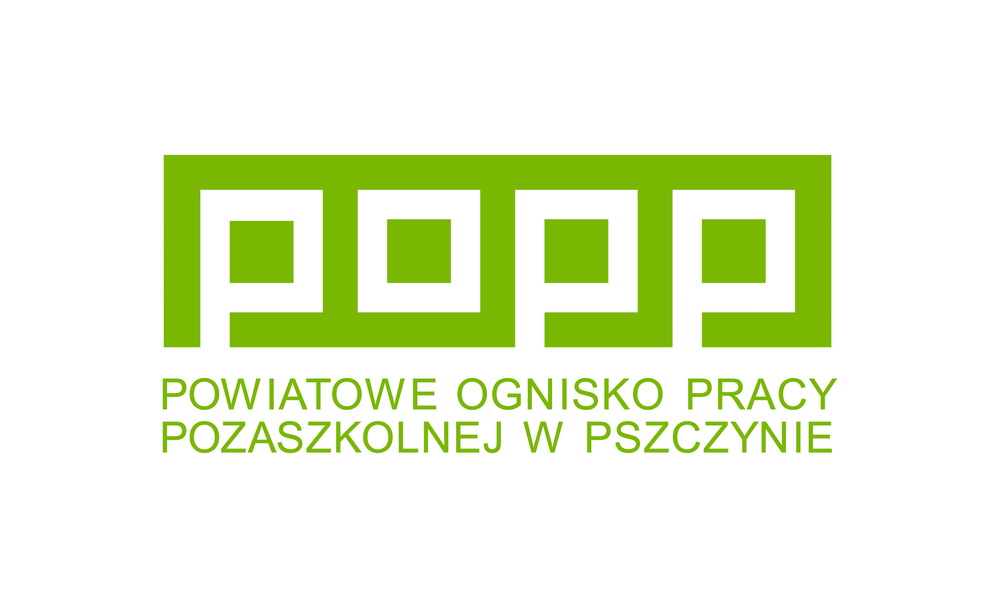 popp
POWIATOWE OGNISKO PRACY
POZASZKOLNEJ W PSZCZYNIE